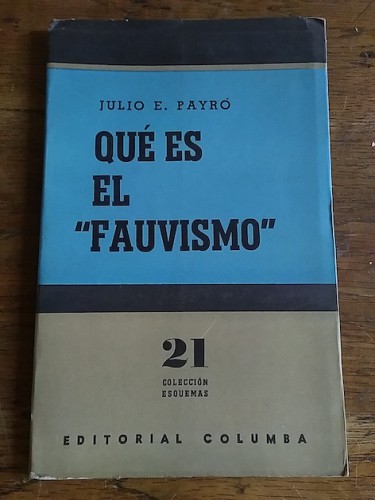 JULIO E. PAYRÓ
QUÉ ES
EL
"FAUVISMO"
21
COLECCIÓN
ESQUEMAS
EDITORIAL COLUMBA